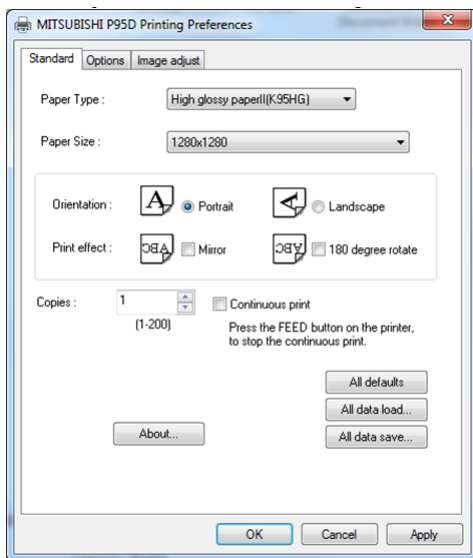 MITSUBISHI P95D Printing Preferences
Standard Options Image adjust
Paper Type : High glossy paperII(K95HG)
Paper Size : 1280x1280
Orientation : A Portrait A Landscape
Print effect : ABC Mirror ABC 180 degree rotate
Copies : 1 Continuous print
(1-200) Press the FEED button on the printer,
to stop the continuous print.
All defaults
All data load...
About... All data save...
OK Cancel Apply